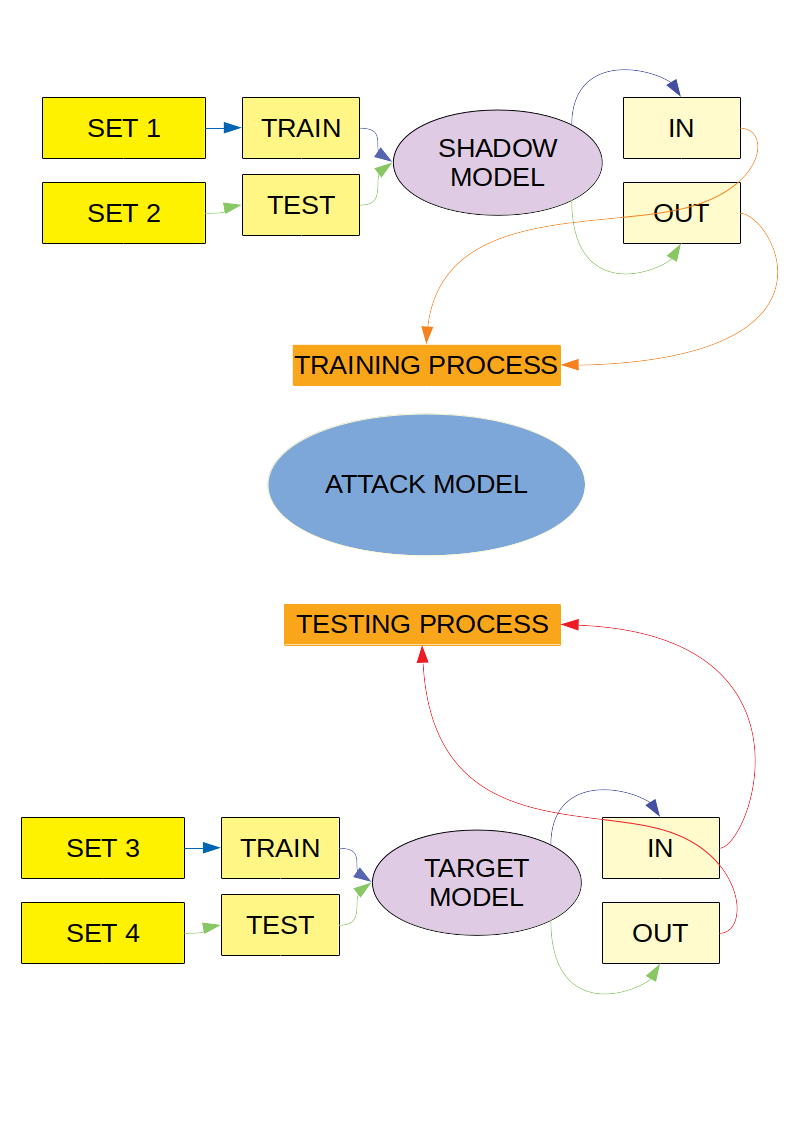 SET 1
TRAIN
SHADOW
MODEL
IN
SET 2
TEST
OUT
TRAINING PROCESS
ATTACK MODEL
TESTING PROCESS
SET 3
TRAIN
TARGET
MODEL
IN
SET 4
TEST
OUT